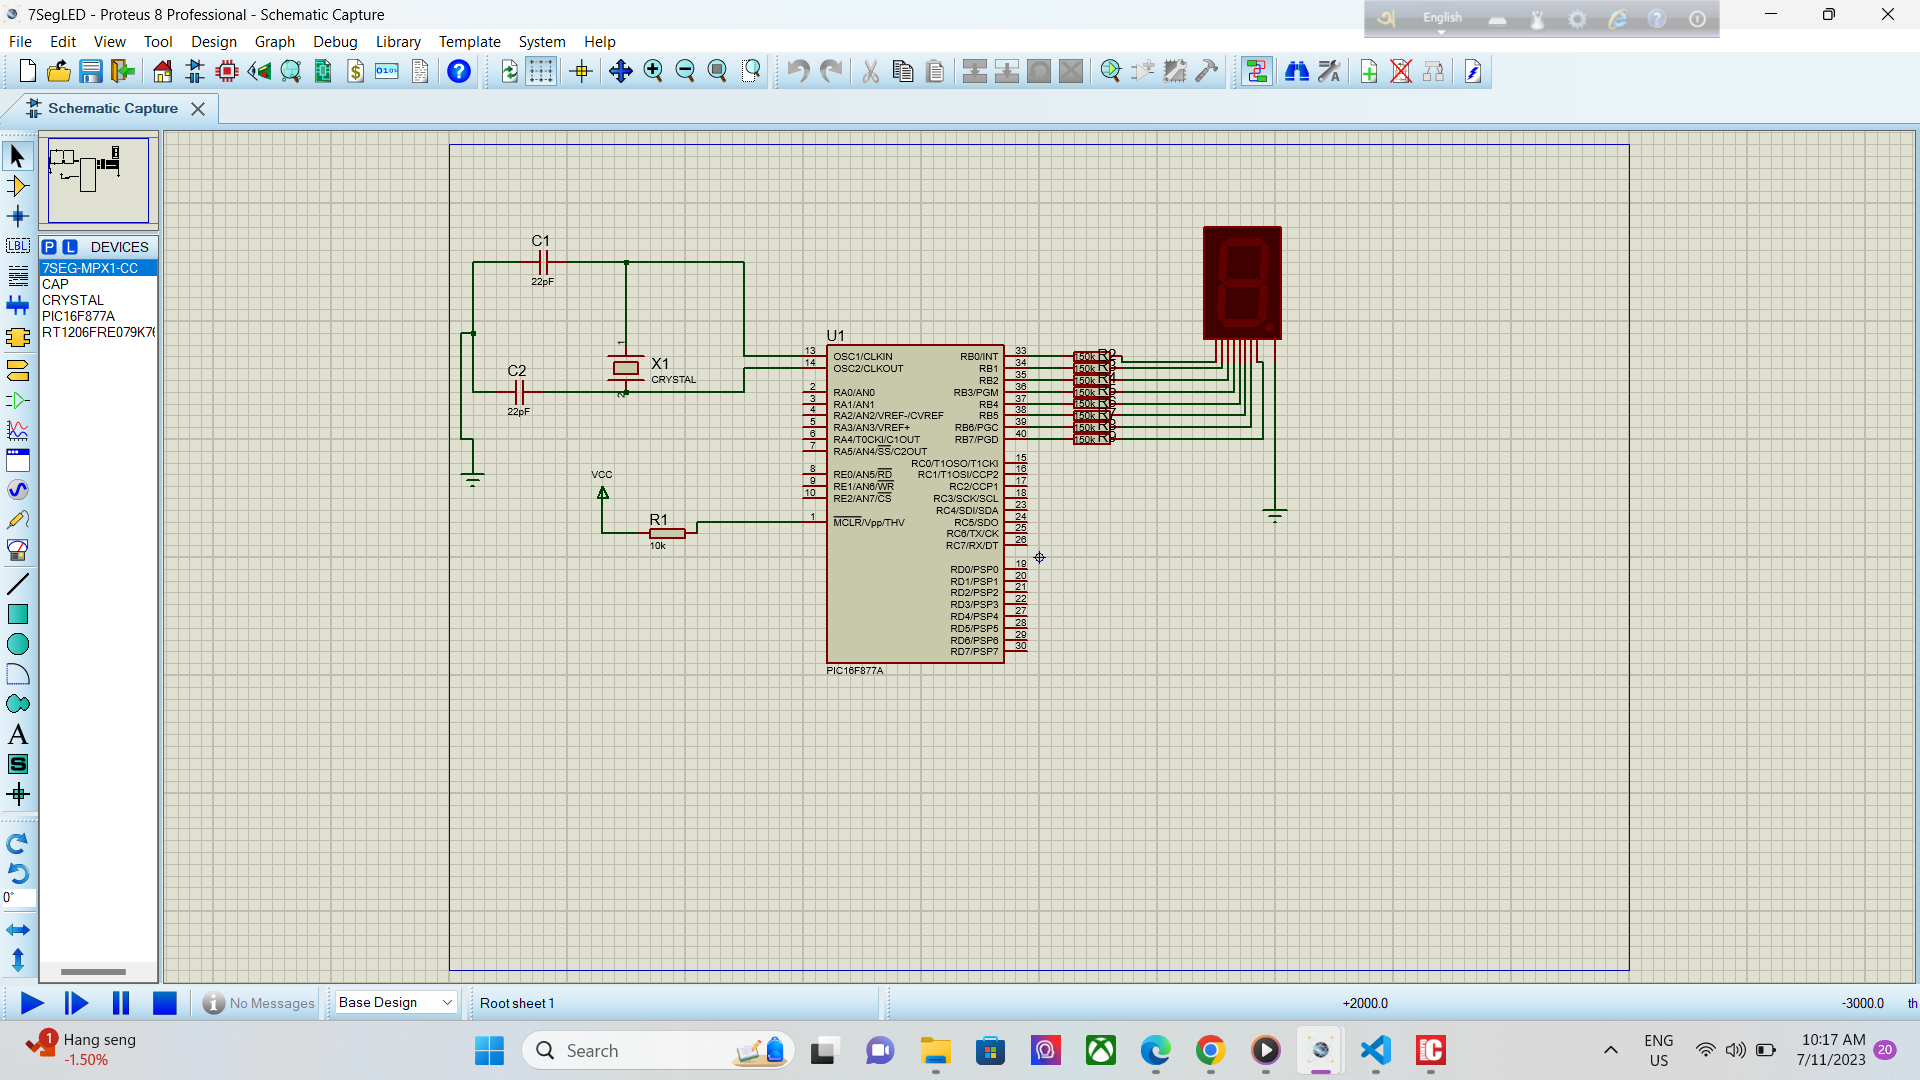 7SegLED - Proteus 8 Professional - Schematic Capture
English
File Edit View Tool Design Graph Debug Library Template System Help
Schematic Capture
P L DEVICES
7SEG-MPX1-CC
CAP
CRYSTAL
PIC16F877A
RT1206FRE079K76
LBL
A
S
0°
C1
22pF
C2
22pF
1
X1
CRYSTAL
2
VCC
R1
10k
U1
13 OSC1/CLKIN
14 OSC2/CLKOUT
2 RA0/AN0
3 RA1/AN1
4 RA2/AN2/VREF-/CVREF
5 RA3/AN3/VREF+
6 RA4/T0CKI/C1OUT
7 RA5/AN4/SS/C2OUT
8 RE0/AN5/RD
9 RE1/AN6/WR
10 RE2/AN7/CS
1 MCLR/Vpp/THV
RB0/INT 33
RB1 34
RB2 35
RB3/PGM 36
RB4 37
RB5 38
RB6/PGC 39
RB7/PGD 40
RC0/T1OSO/T1CKI 15
RC1/T1OSI/CCP2 16
RC2/CCP1 17
RC3/SCK/SCL 18
RC4/SDI/SDA 23
RC5/SDO 24
RC6/TX/CK 25
RC7/RX/DT 26
RD0/PSP0 19
RD1/PSP1 20
RD2/PSP2 21
RD3/PSP3 22
RD4/PSP4 27
RD5/PSP5 28
RD6/PSP6 29
RD7/PSP7 30
PIC16F877A
150k
150k
150k
150k
150k
150k
150k
150k
No Messages
Base Design
Root sheet 1
+2000.0
-3000.0
th
1
Hang seng
-1.50%
Search
ENG
US
10:17 AM
7/11/2023
20